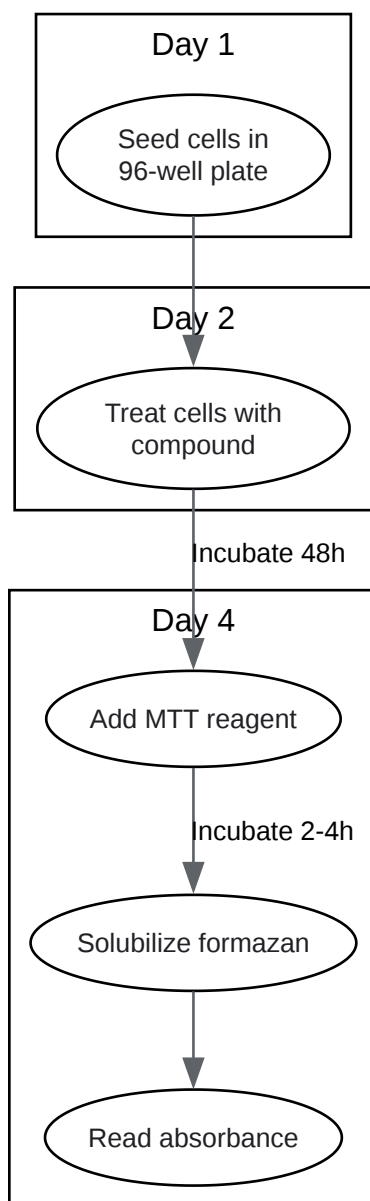 Day 1
Seed cells in
96-well plate
Day 2
Treat cells with
compound
Incubate 48h
Day 4
Add MTT reagent
Incubate 2-4h
Solubilize formazan
Read absorbance